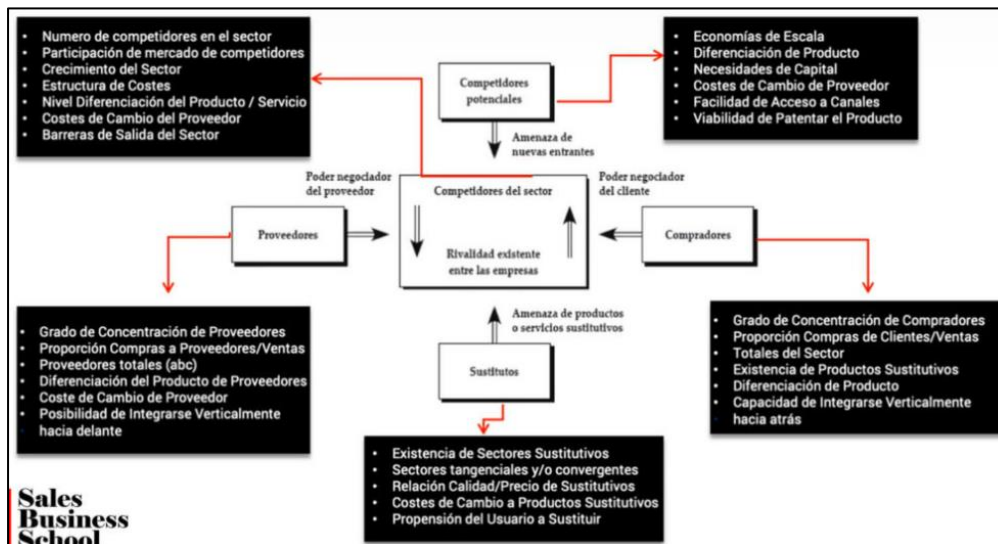 Numero de competidores en el sector
Participación de mercado de competidores
Crecimiento del Sector
Estructura de Costes
Nivel Diferenciación del Producto / Servicio
Costes de Cambio del Proveedor
Barreras de Salida del Sector
Competidores
potenciales
Economías de Escala
Diferenciación de Producto
Necesidades de Capital
Costes de Cambio de Proveedor
Facilidad de Acceso a Canales
Viabilidad de Patentar el Producto
Amenaza de
nuevas entrantes
Poder negociador
del proveedor
Poder negociador
del cliente
Proveedores
Competidores del sector
Rivalidad existente
entre las empresas
Compradores
Amenaza de productos
o servicios sustitutivos
Sustitutos
Grado de Concentración de Proveedores
Proporción Compras a Proveedores/Ventas
Proveedores totales (abc)
Diferenciación del Producto de Proveedores
Coste de Cambio de Proveedor
Posibilidad de Integrarse Verticalmente
hacia delante
Grado de Concentración de Compradores
Proporción Compras de Clientes/Ventas
Totales del Sector
Existencia de Productos Sustitutivos
Diferenciación de Producto
Capacidad de Integrarse Verticalmente
hacia atrás
Existencia de Sectores Sustitutivos
Sectores tangenciales y/o convergentes
Relación Calidad/Precio de Sustitutivos
Costes de Cambio a Productos Sustitutivos
Propensión del Usuario a Sustituir
Sales
Business
School